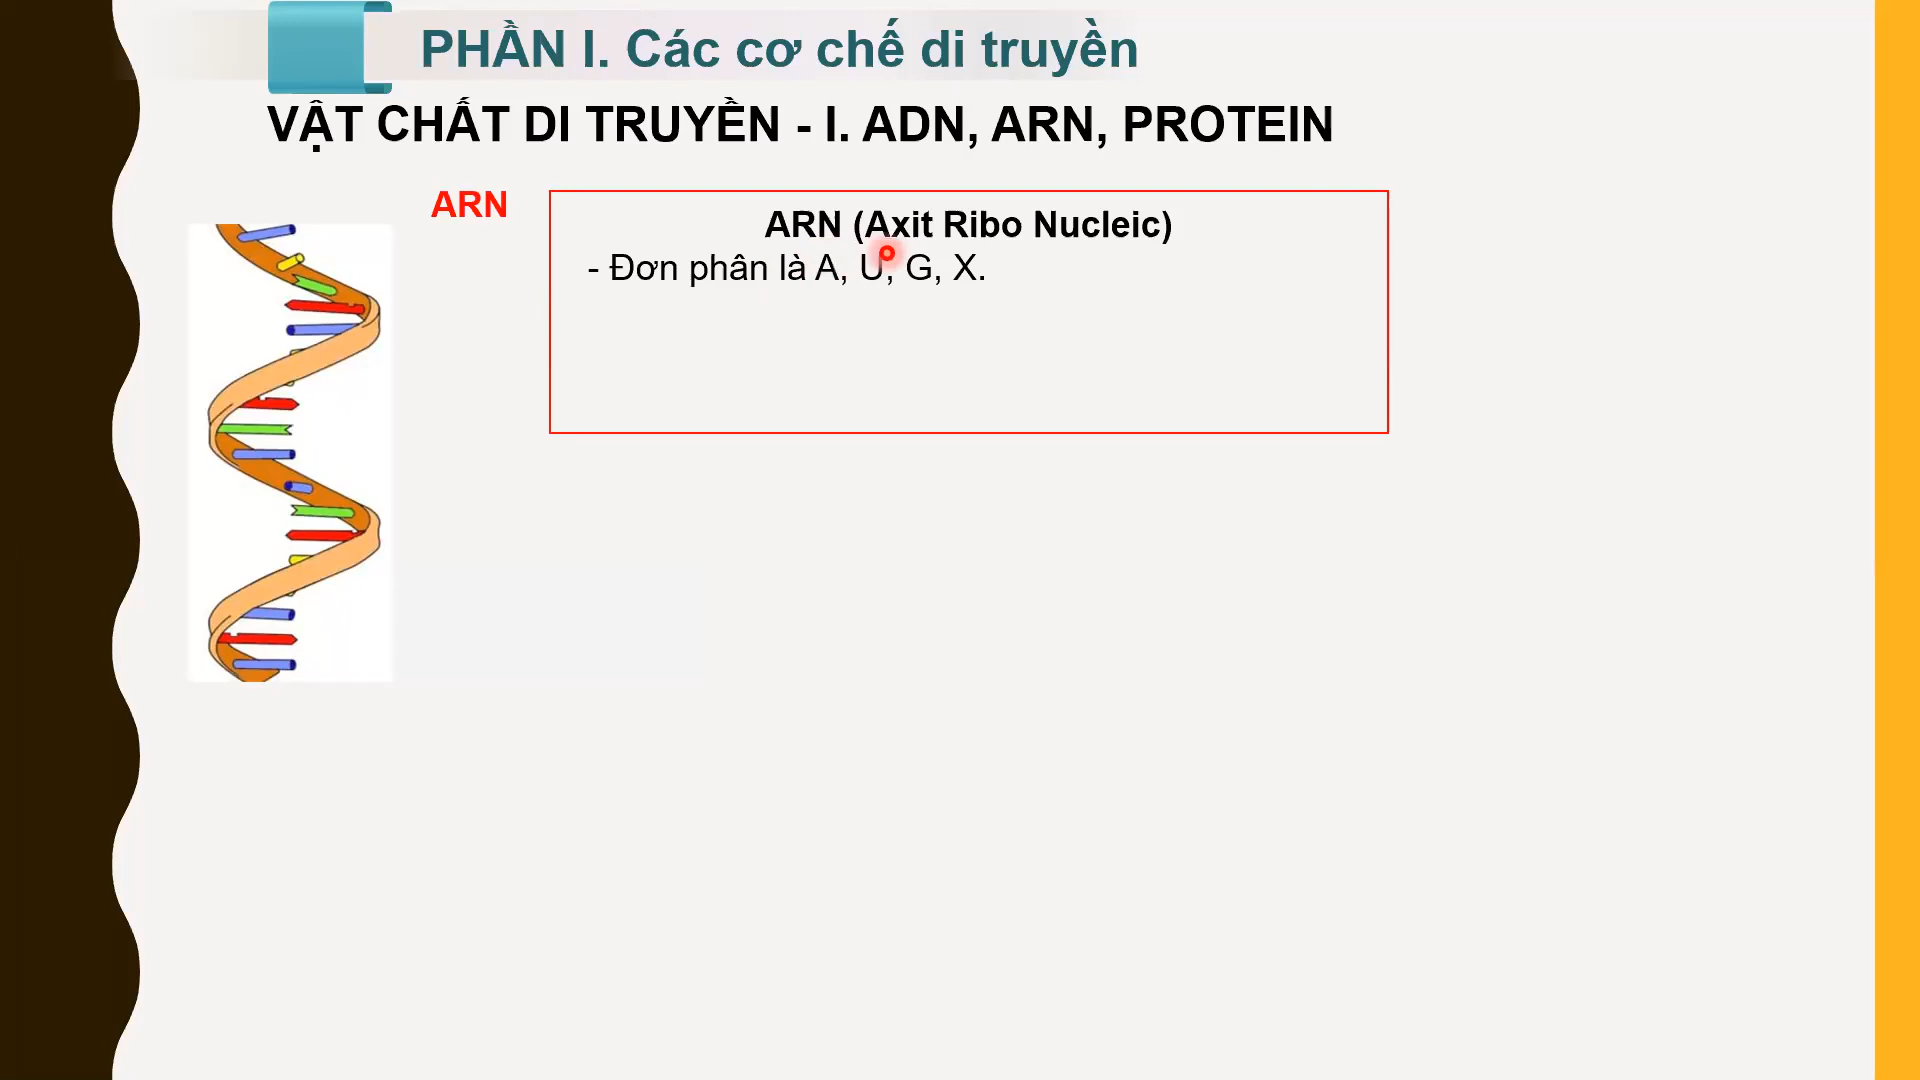 PHẦN I. Các cơ chế di truyền
VẬT CHẤT DI TRUYỀN - I. ADN, ARN, PROTEIN
ARN
ARN (Axit Ribo Nucleic)
- Đơn phân là A, U, G, X.